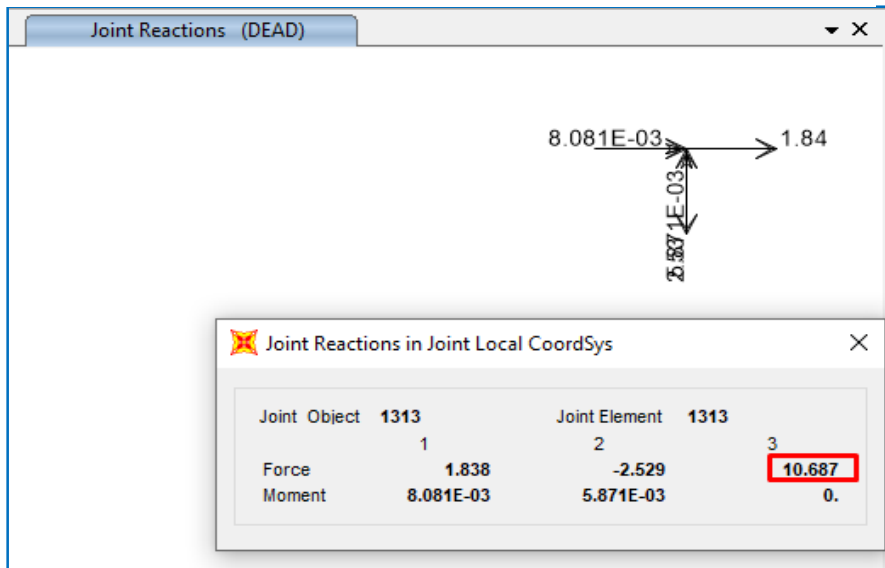 Joint Reactions (DEAD)
8.081E-03
1.84
Joint Reactions in Joint Local CoordSys
Joint Object 1313 Joint Element 1313
1 2 3
Force 1.838 -2.529 10.687
Moment 8.081E-03 5.871E-03 0.